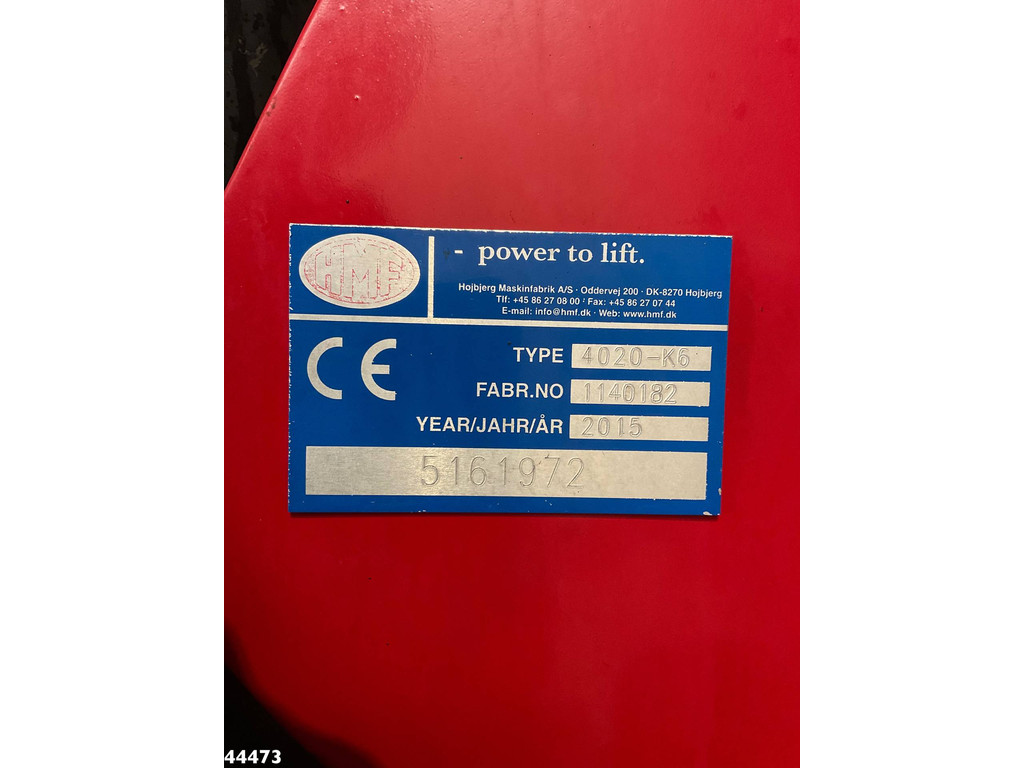 HMF
- power to lift.
Hojbjerg Maskinfabrik A/S · Oddervej 200 · DK-8270 Hojbjerg
Tlf: +45 86 27 08 00 · Fax: +45 86 27 07 44
E-mail: info@hmf.dk · Web: www.hmf.dk
CE
TYPE 4020-K6
FABR.NO 1140182
YEAR/JAHR/ÅR 2015
5161972
44473